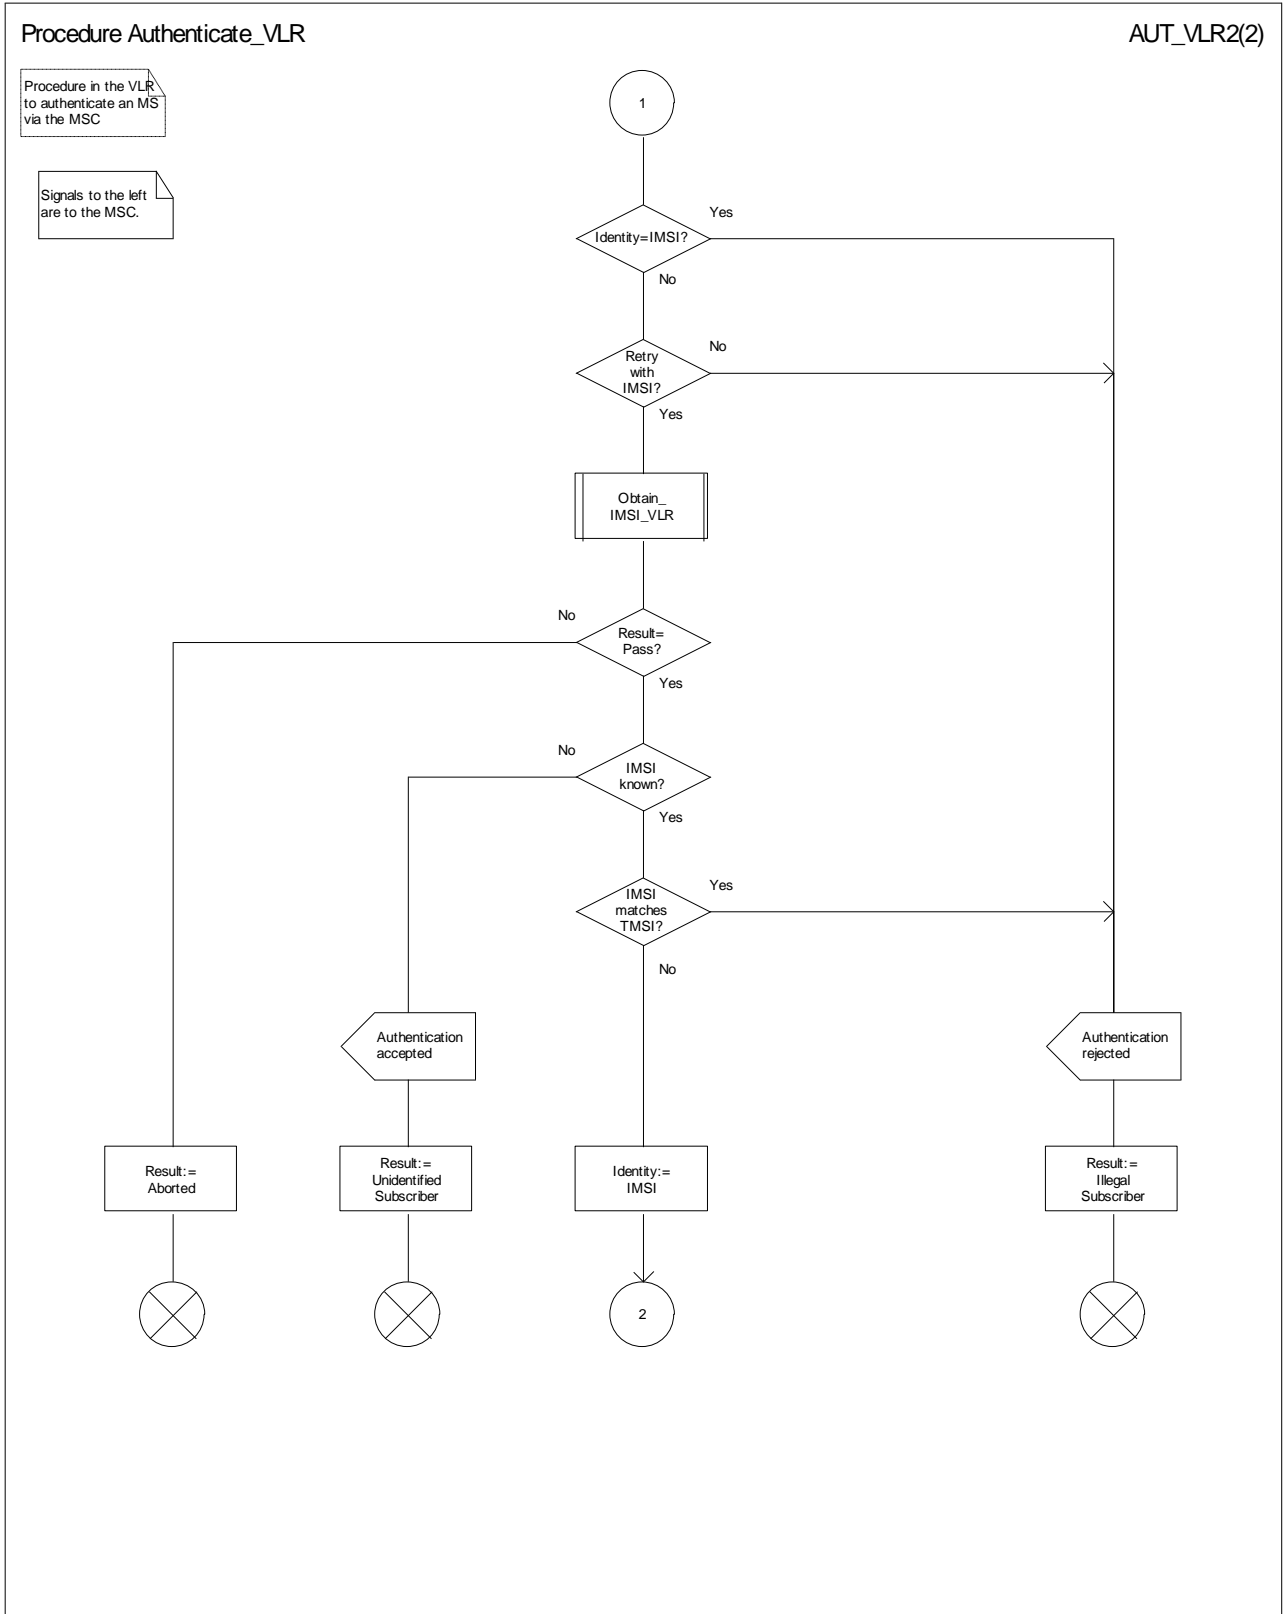 Procedure Authenticate_VLR
AUT_VLR2(2)
Procedure in the VLR
to authenticate an MS
via the MSC
1
Signals to the left
are to the MSC.
Yes
Identity=IMSI?
No
No
Retry
with
IMSI?
Yes
Obtain_
IMSI_VLR
No
Result=
Pass?
Yes
No
IMSI
known?
Yes
Yes
IMSI
matches
TMSI?
No
Authentication
accepted
Authentication
rejected
Result:=
Aborted
Result:=
Unidentified
Subscriber
Identity:=
IMSI
Result:=
Illegal
Subscriber
2